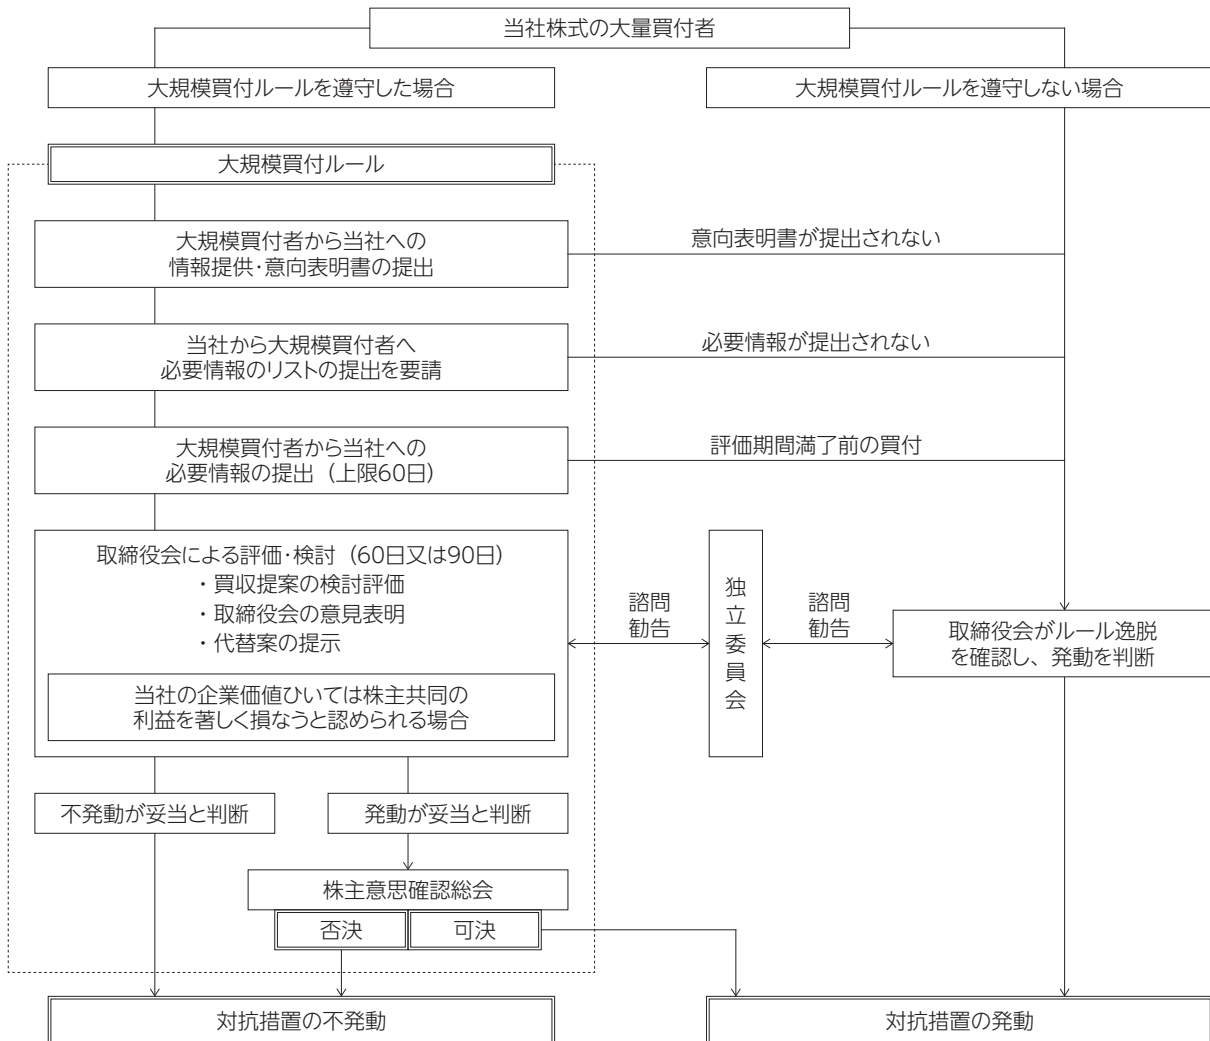 当社株式の大量買付者
大規模買付ルールを遵守した場合
大規模買付ルールを遵守しない場合
大規模買付ルール
大規模買付者から当社への
情報提供・意向表明書の提出
意向表明書が提出されない
当社から大規模買付者へ
必要情報のリストの提出を要請
必要情報が提出されない
大規模買付者から当社への
必要情報の提出（上限60日）
評価期間満了前の買付
取締役会による評価・検討（60日又は90日）
・買収提案の検討評価
・取締役会の意見表明
・代替案の提示
当社の企業価値ひいては株主共同の
利益を著しく損なうと認められる場合
諮問
勧告
独立委員会
諮問
勧告
取締役会がルール逸脱
を確認し、発動を判断
不発動が妥当と判断
発動が妥当と判断
株主意思確認総会
否決
可決
対抗措置の不発動
対抗措置の発動